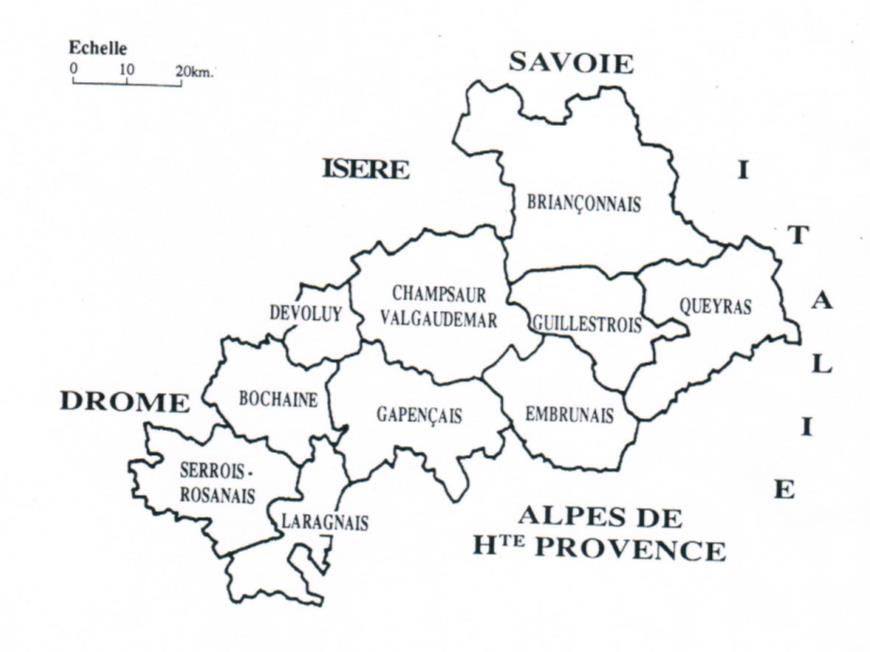 Echelle
0 10 20km.
SAVOIE
ISERE
ITALIE
BRIANÇONNAIS
CHAMPSAUR
VALGAUDEMAR
DEVOLUY
GUILLESTROIS
QUEYRAS
DROME
BOCHAINE
GAPENÇAIS
EMBRUNAIS
SERROIS -
ROSANAIS
LARAGNAIS
ALPES DE
HTE PROVENCE